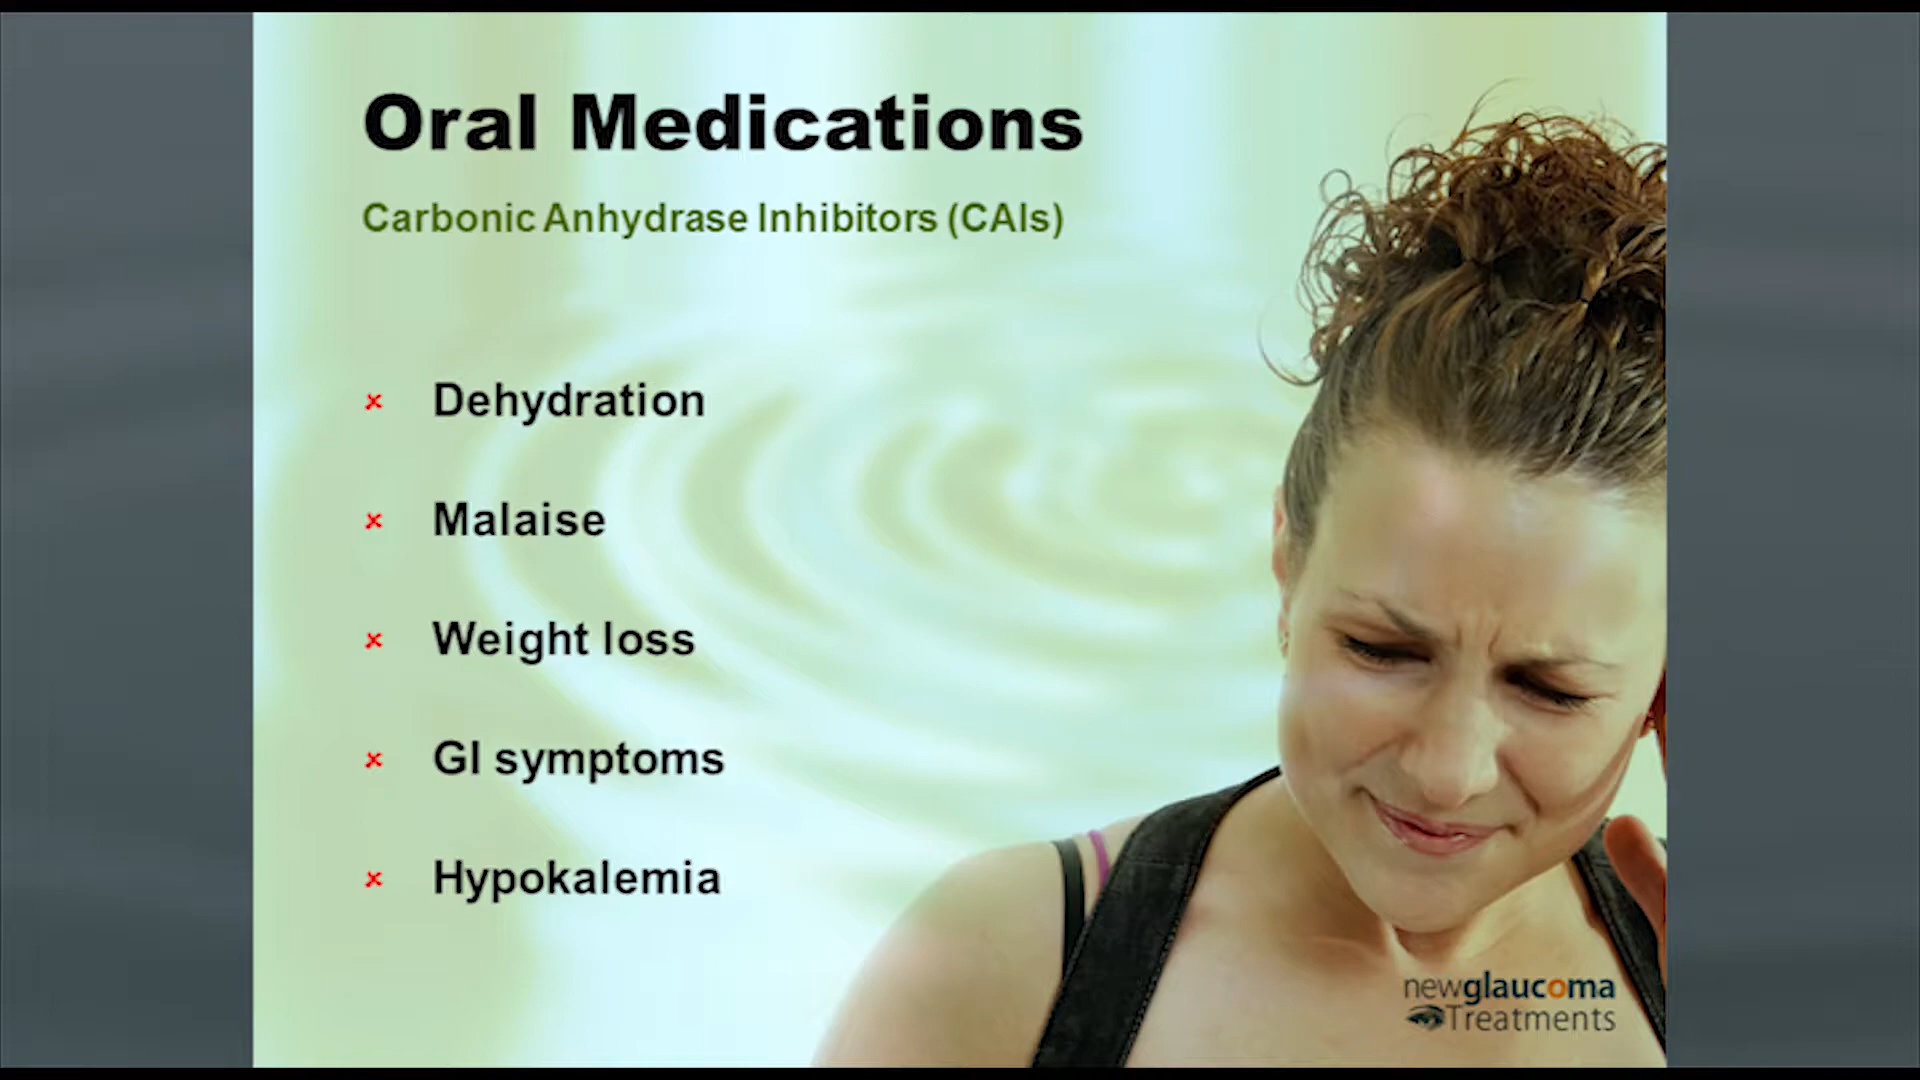 Oral Medications
Carbonic Anhydrase Inhibitors (CAIs)
Dehydration
Malaise
Weight loss
GI symptoms
Hypokalemia
newglaucoma
Treatments